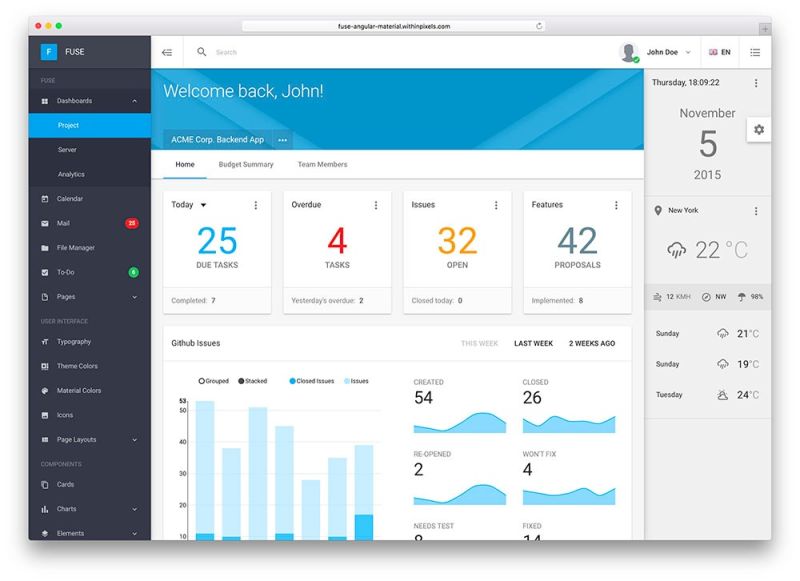 fuse-angular-material.withinpixels.com
F FUSE
Search
John Doe
EN
FUSE
Dashboards
Project
Server
Analytics
Calendar
Mail 25
File Manager
To-Do 6
Pages
USER INTERFACE
Typography
Theme Colors
Material Colors
Icons
Page Layouts
COMPONENTS
Cards
Charts
Elements
Welcome back, John!
ACME Corp. Backend App
Home Budget Summary Team Members
Today
25
DUE TASKS
Completed: 7
Overdue
4
TASKS
Yesterday's overdue: 2
Issues
32
OPEN
Closed today: 0
Features
42
PROPOSALS
Implemented: 8
Github Issues
THIS WEEK LAST WEEK 2 WEEKS AGO
Grouped Stacked Closed Issues Issues
53
50
40
30
20
10
CREATED
54
CLOSED
26
RE-OPENED
2
WON'T FIX
4
NEEDS TEST
FIXED
Thursday, 18:09:22
November
5
2015
New York
22 °C
12 KMH NW 98%
Sunday 21°C
Sunday 19°C
Tuesday 24°C